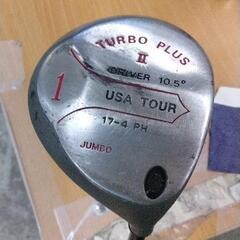 TURBO PLUS
II
DRIVER 10.5°
1
USA TOUR
17-4 PH
JUMBO